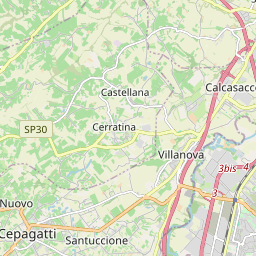 Castellana
Calcasacco
SP30
Cerratina
Villanova
3bis=4
3
Nuovo
Cepagatti
Santuccione